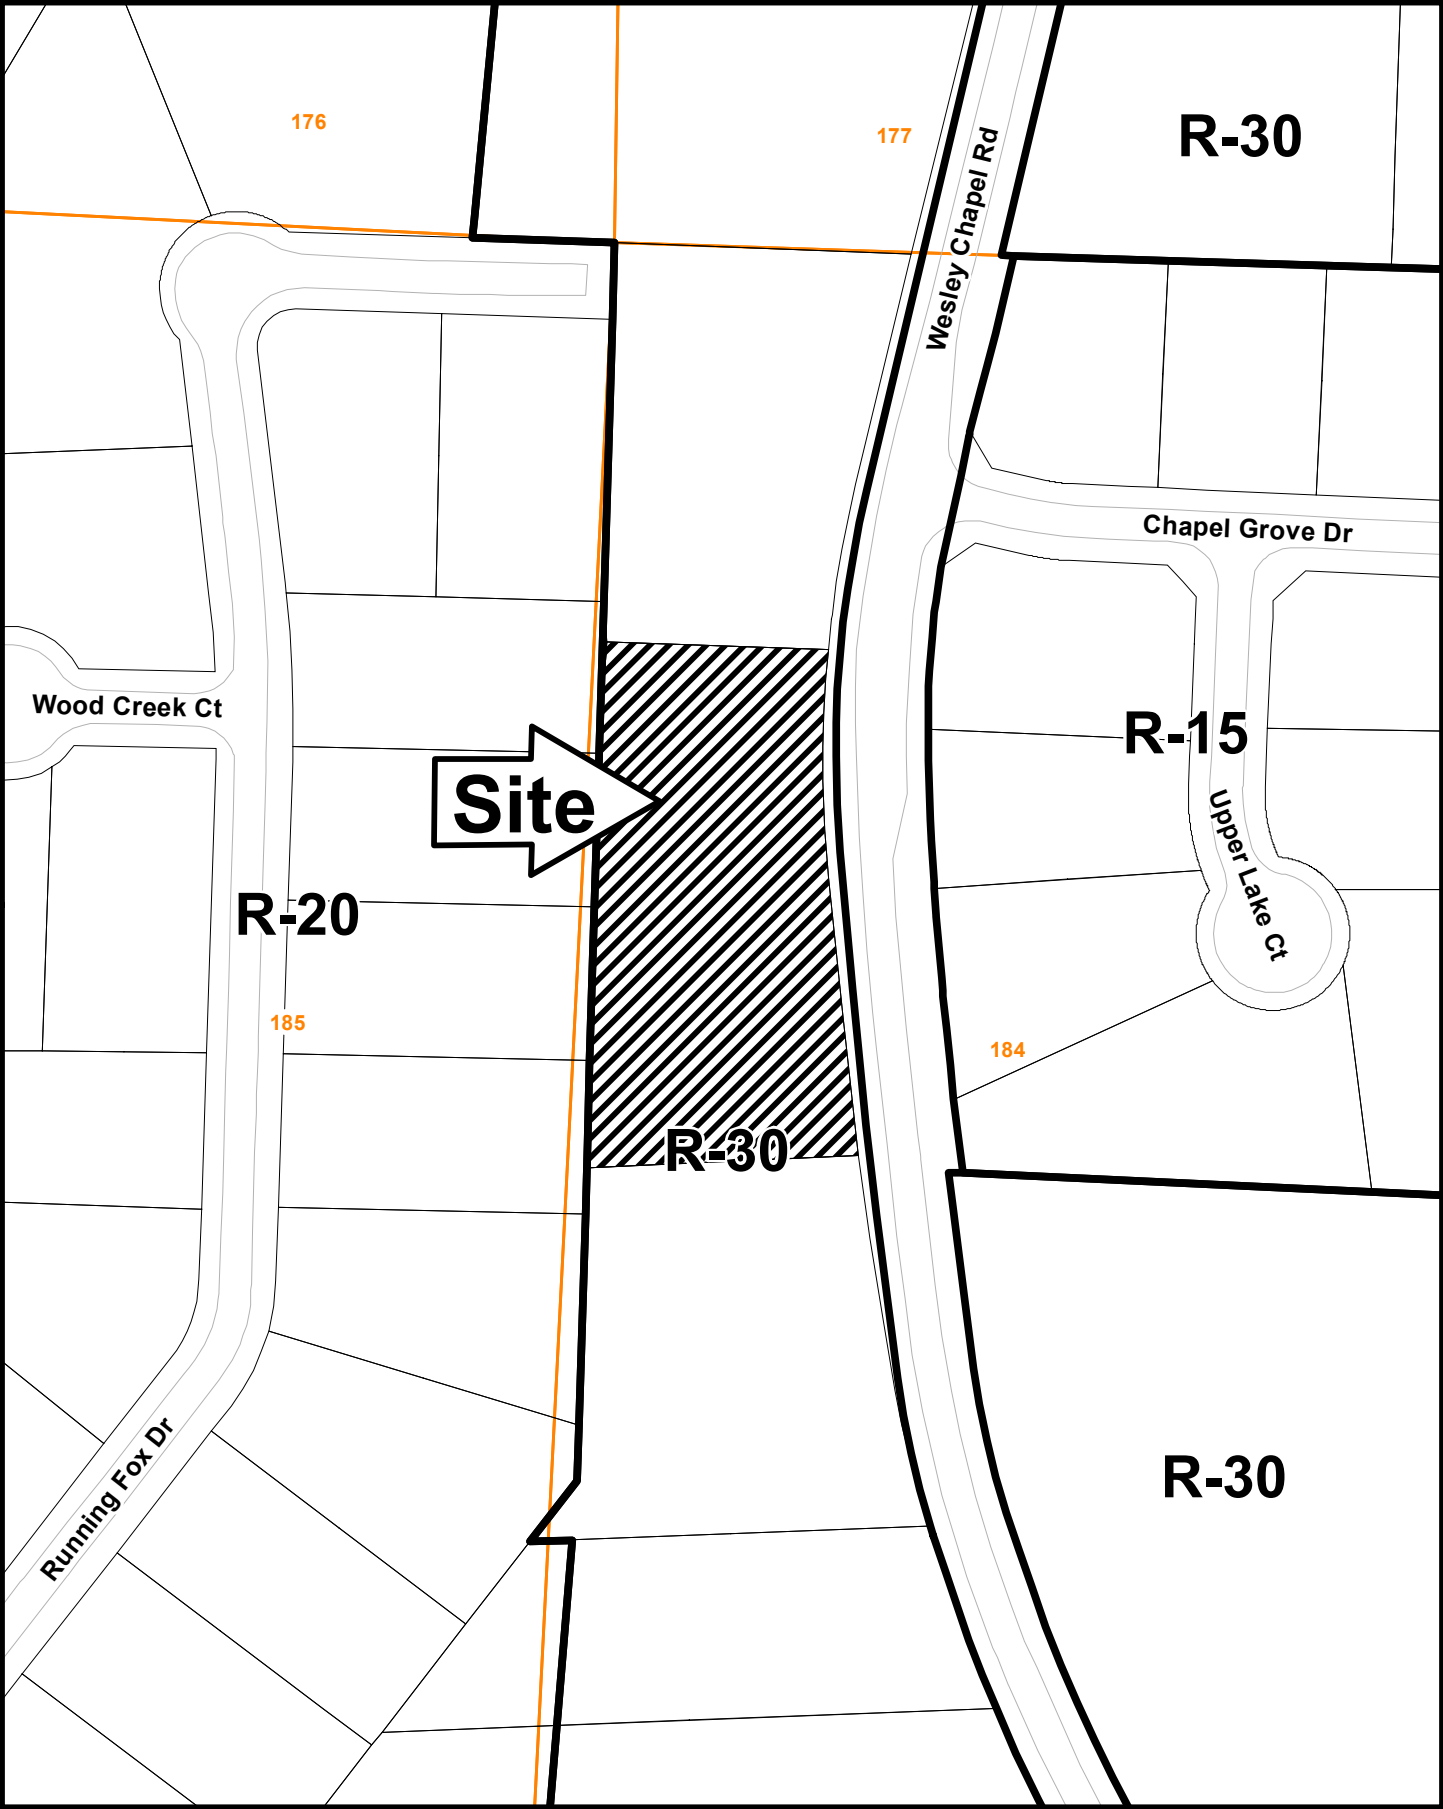 176
177
R-30
Wesley Chapel Rd
Chapel Grove Dr
Wood Creek Ct
R-15
Site
Upper Lake Ct
R-20
185
184
R-30
Running Fox Dr
R-30